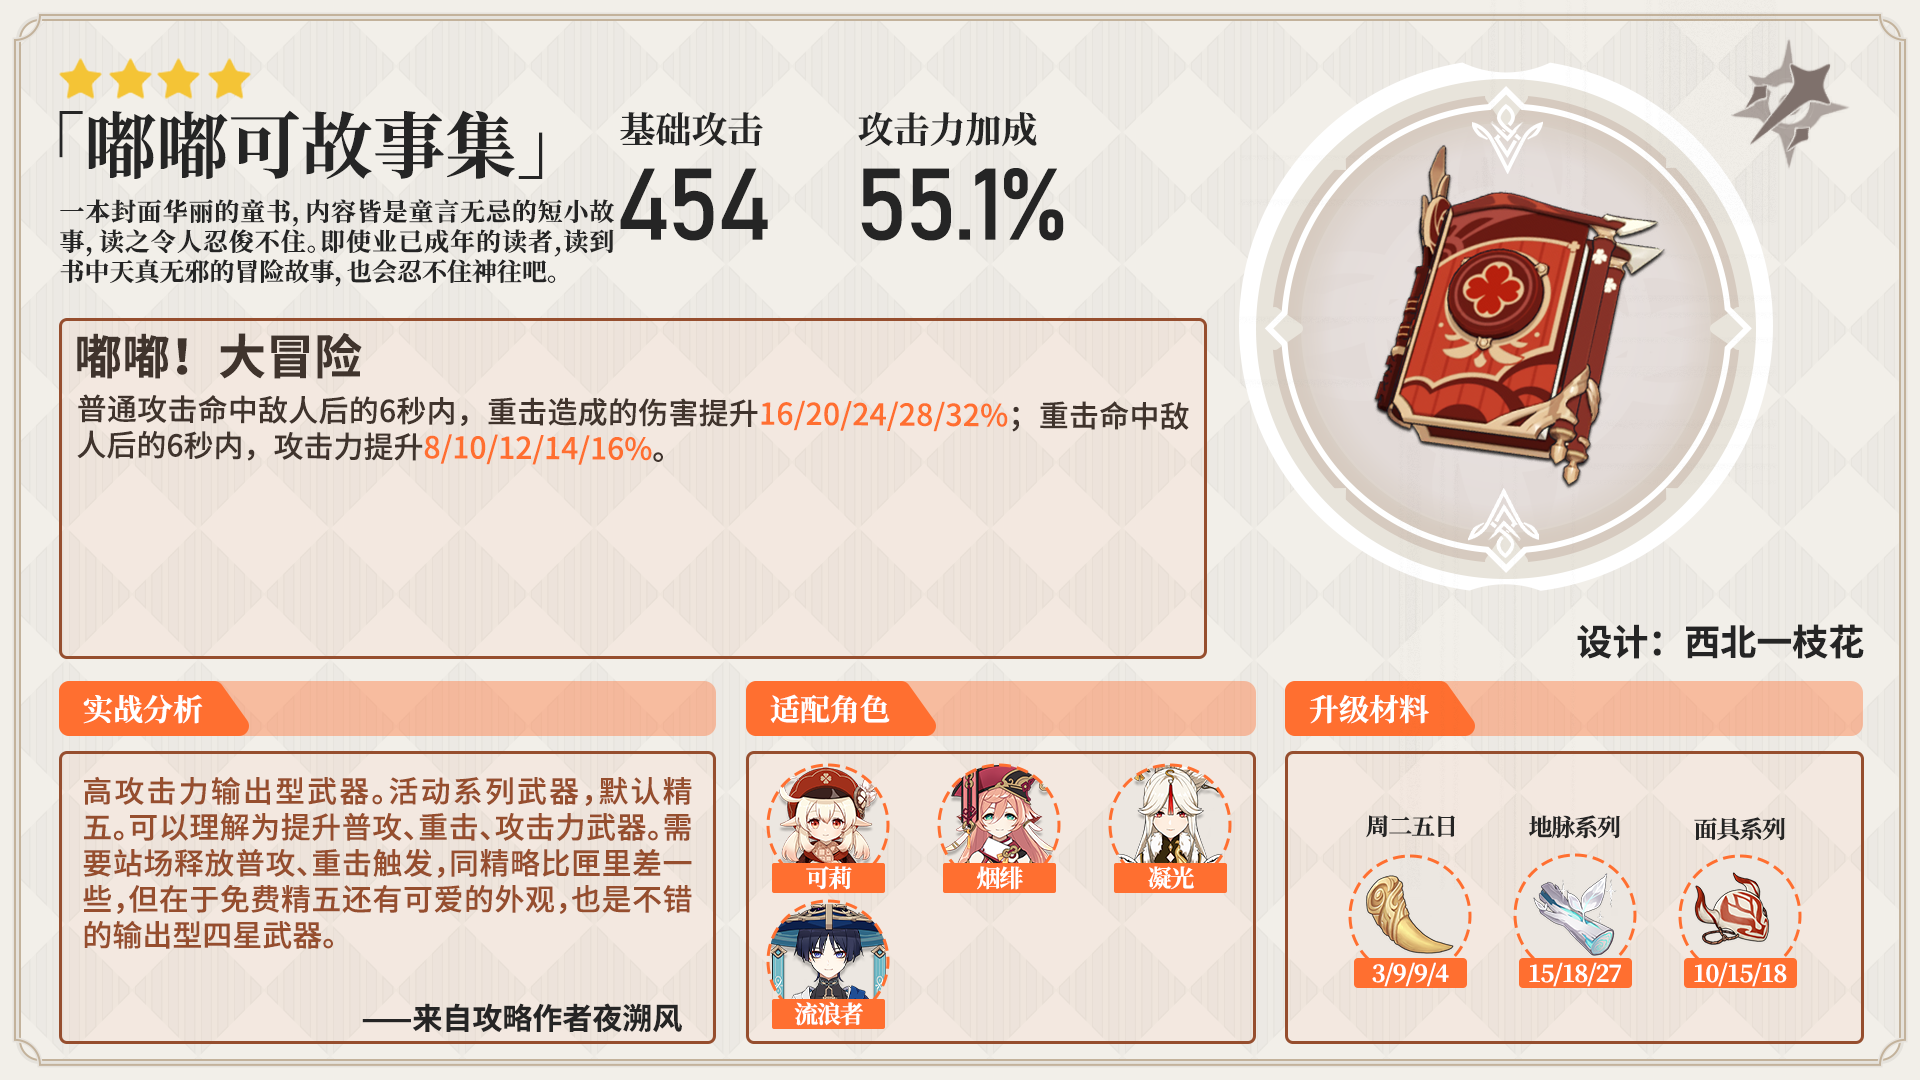 「嘟嘟可故事集」
基础攻击
454
攻击力加成
55.1%
一本封面华丽的童书,内容皆是童言无忌的短小故
事,读之令人忍俊不住。即使业已成年的读者,读到
书中天真无邪的冒险故事,也会忍不住神往吧。
嘟嘟！大冒险
普通攻击命中敌人后的6秒内，重击造成的伤害提升16/20/24/28/32%；重击命中敌
人后的6秒内，攻击力提升8/10/12/14/16%。
设计：西北一枝花
实战分析
高攻击力输出型武器。活动系列武器,默认精
五。可以理解为提升普攻、重击、攻击力武器。需
要站场释放普攻、重击触发,同精略比匣里差一
些,但在于免费精五还有可爱的外观,也是不错
的输出型四星武器。
——来自攻略作者夜溯风
适配角色
可莉
烟绯
凝光
流浪者
升级材料
周二五日
地脉系列
面具系列
3/9/9/4
15/18/27
10/15/18